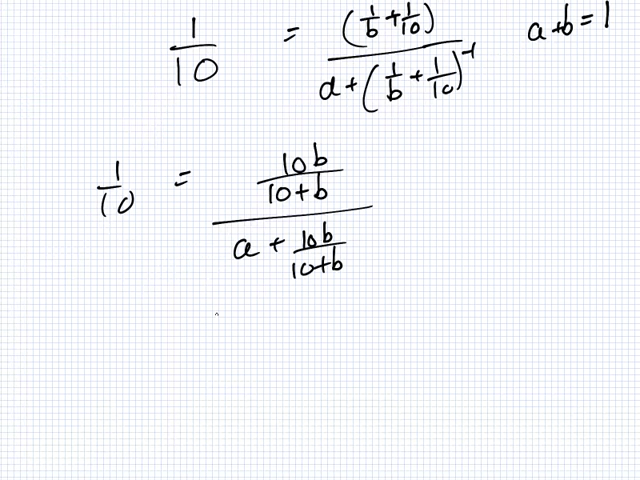 1/10 = (1/b + 1/10) / (a + (1/b + 1/10)^-1)   a+b=1
1/10 = (10b/(10+b)) / (a + 10b/(10+b))